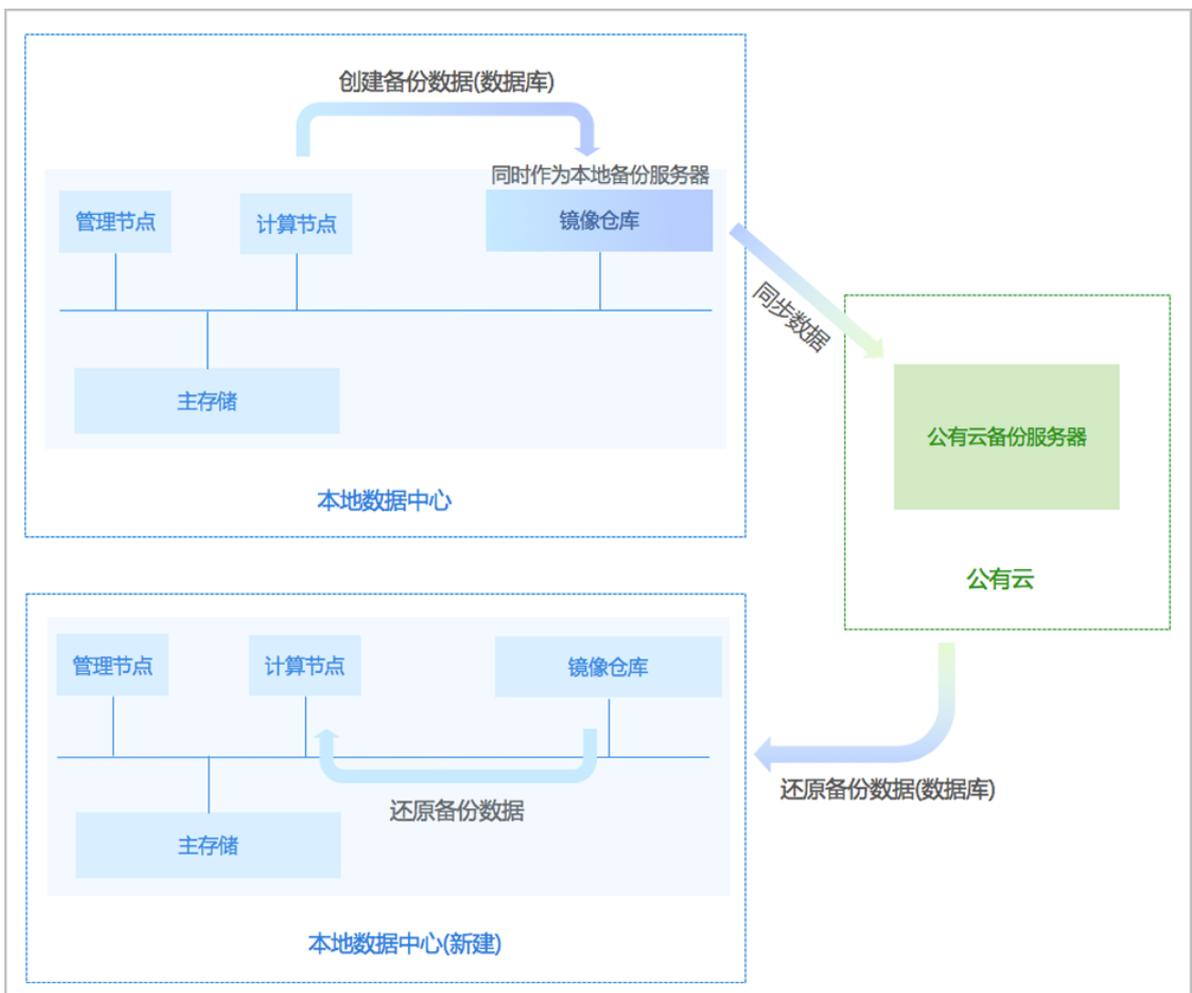 创建备份数据(数据库)
同时作为本地备份服务器
管理节点
计算节点
镜像仓库
同步数据
主存储
公有云备份服务器
本地数据中心
公有云
管理节点
计算节点
镜像仓库
还原备份数据(数据库)
还原备份数据
主存储
本地数据中心(新建)